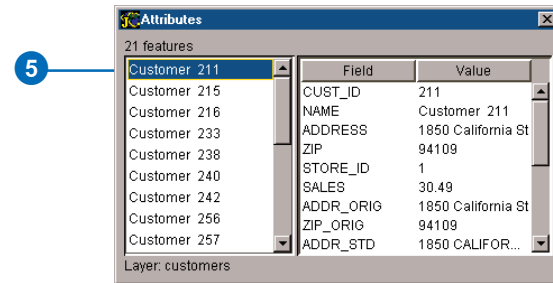 Attributes
21 features
5
Customer 211
Customer 215
Customer 216
Customer 233
Customer 238
Customer 240
Customer 242
Customer 256
Customer 257
Field Value
CUST_ID 211
NAME Customer 211
ADDRESS 1850 California St
ZIP 94109
STORE_ID 1
SALES 30.49
ADDR_ORIG 1850 California St
ZIP_ORIG 94109
ADDR_STD 1850 CALIFOR...
Layer: customers